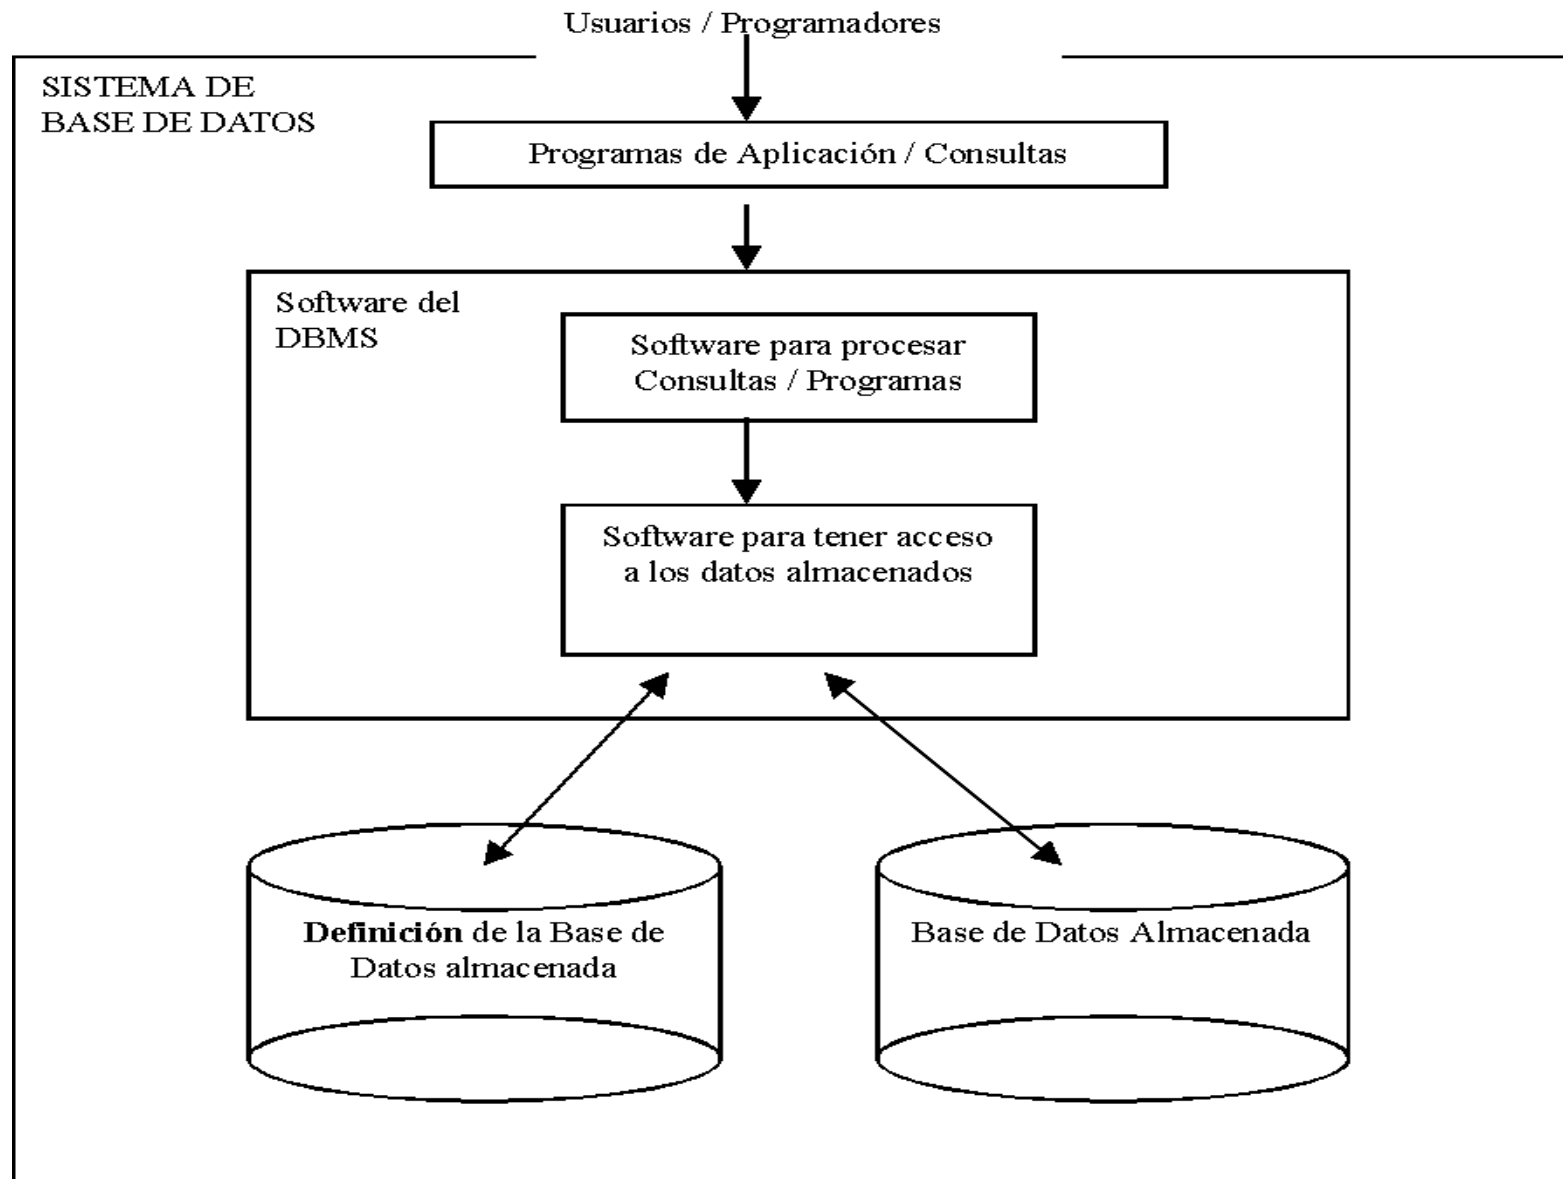 Usuarios / Programadores
SISTEMA DE
BASE DE DATOS
Programas de Aplicación / Consultas
Software del
DBMS
Software para procesar
Consultas / Programas
Software para tener acceso
a los datos almacenados
Definición de la Base de
Datos almacenada
Base de Datos Almacenada